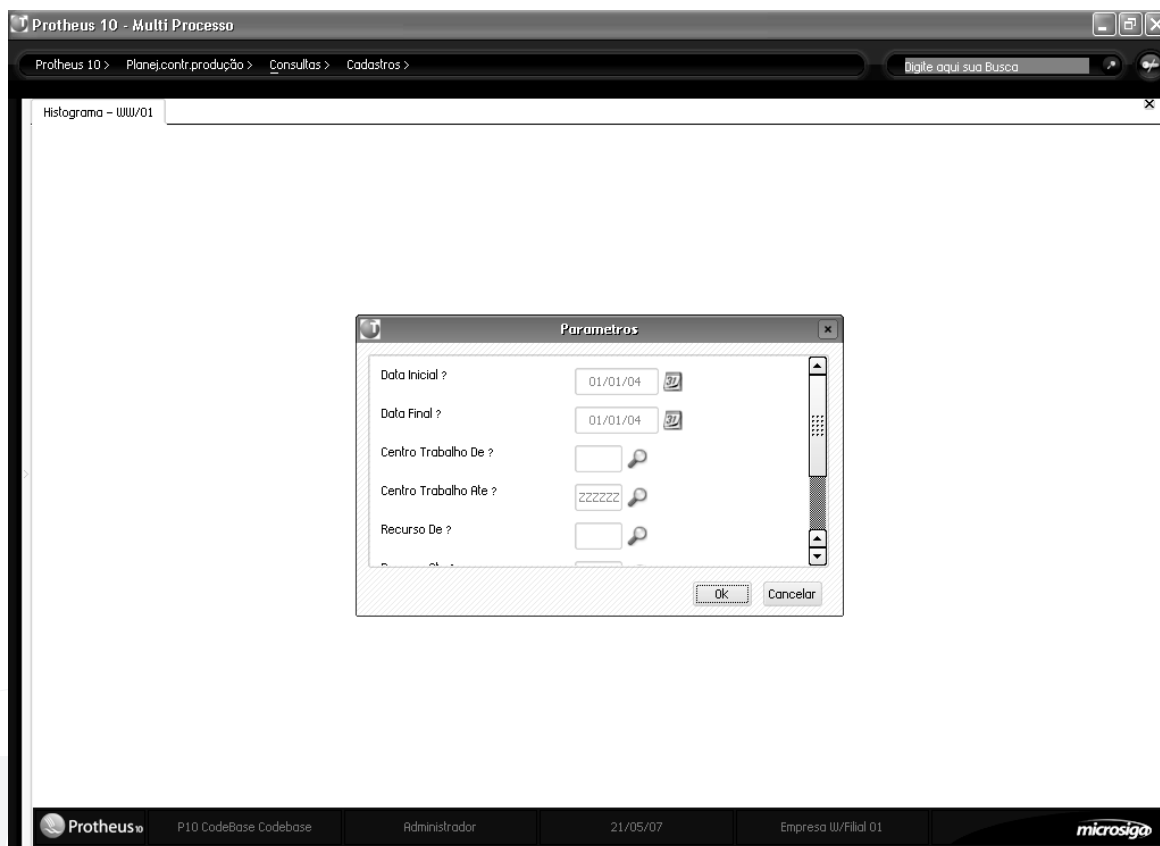 Protheus 10 - Multi Processo
Protheus 10 > Planej.contr.produção > Consultas > Cadastros > Digite aqui sua Busca
Histograma - WW/01
Parametros
Data Inicial ? 01/01/04
Data Final ? 01/01/04
Centro Trabalho De ?
Centro Trabalho Ate ? ZZZZZZ
Recurso De ?
Ok Cancelar
Protheus10 P10 CodeBase Codebase Administrador 21/05/07 Empresa W/Filial 01 microsiga